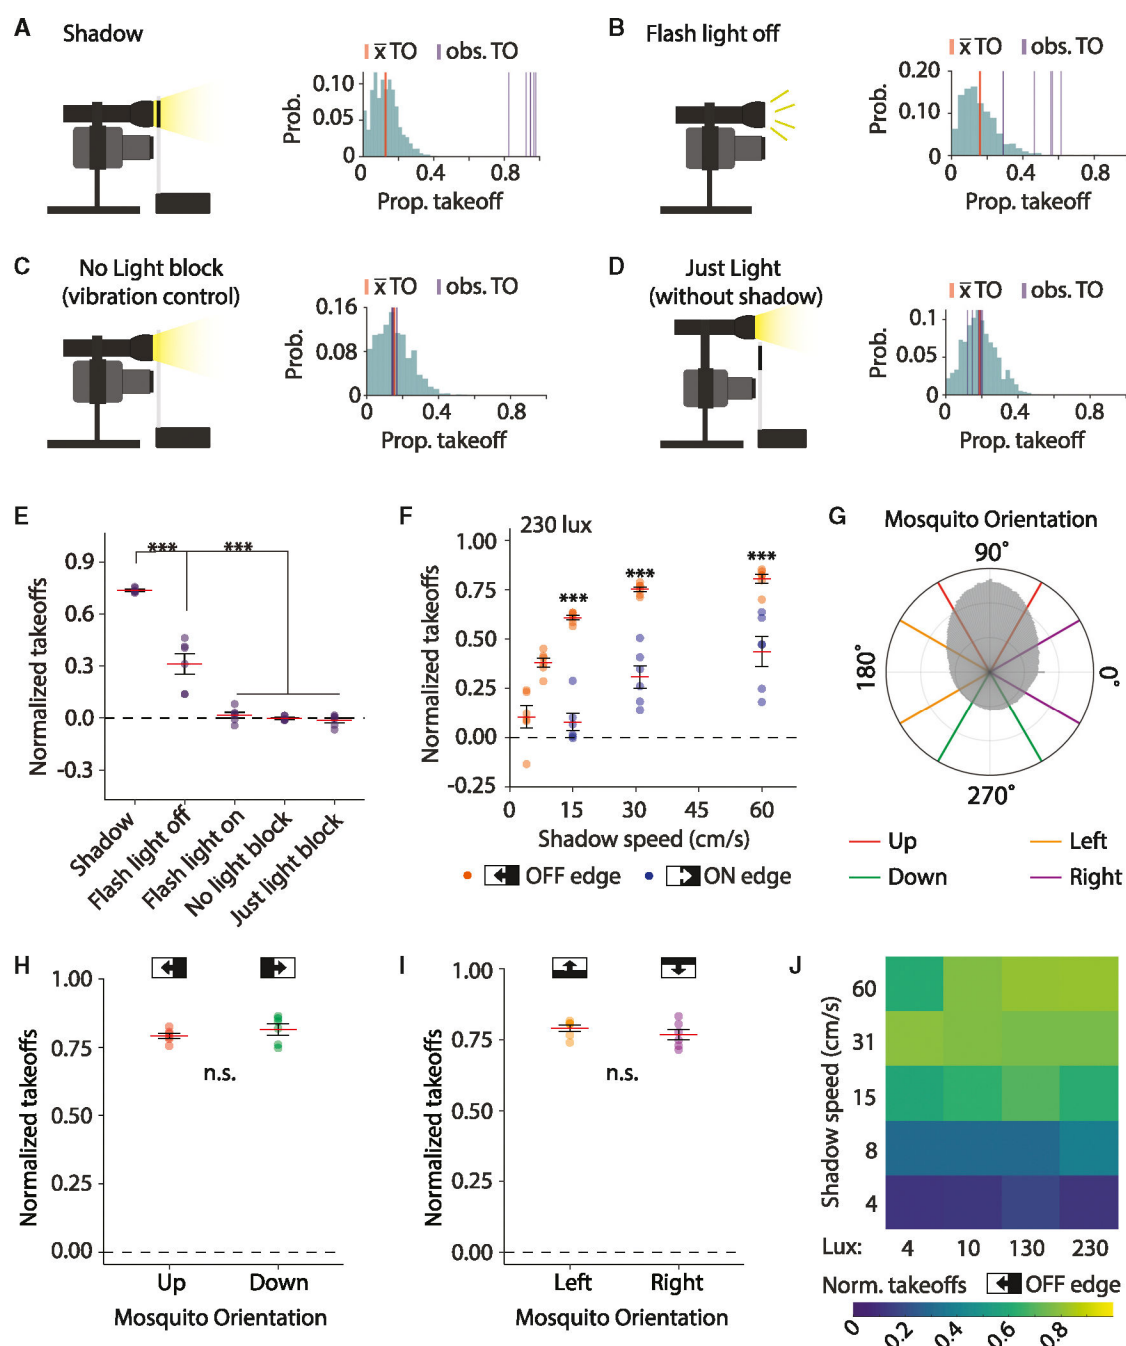 A Shadow
x̄ TO obs. TO
0.10
0.05
0
Prob.
0 0.4 0.8
Prop. takeoff
B Flash light off
x̄ TO obs. TO
0.20
0.10
0
Prob.
0 0.4 0.8
Prop. takeoff
C No Light block
(vibration control)
x̄ TO obs. TO
0.16
0.08
0
Prob.
0 0.4 0.8
Prop. takeoff
D Just Light
(without shadow)
x̄ TO obs. TO
0.1
0.05
0
Prob.
0 0.4 0.8
Prop. takeoff
E
*** ***
0.9
0.6
0.3
0.0
-0.3
Normalized takeoffs
Shadow
Flash light off
Flash light on
No light block
Just light block
F 230 lux
1.00
0.75
0.50
0.25
0.00
-0.25
Normalized takeoffs
***
***
***
0 15 30 45 60
Shadow speed (cm/s)
OFF edge ON edge
G Mosquito Orientation
90°
180°
0°
270°
Up Left
Down Right
H
1.00
0.75
0.50
0.25
0.00
Normalized takeoffs
n.s.
Up Down
Mosquito Orientation
I
1.00
0.75
0.50
0.25
0.00
Normalized takeoffs
n.s.
Left Right
Mosquito Orientation
J
60
31
15
8
4
Shadow speed (cm/s)
Lux: 4 10 130 230
Norm. takeoffs OFF edge
0 0.2 0.4 0.6 0.8